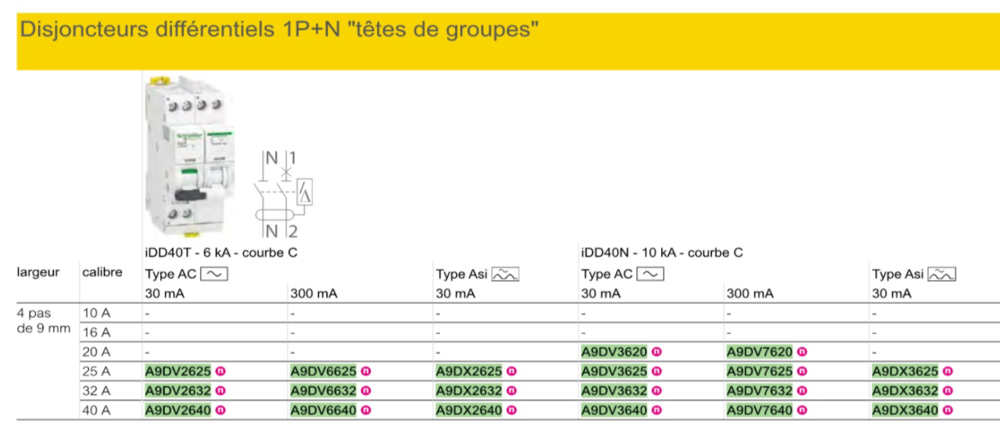 Disjoncteurs différentiels 1P+N "têtes de groupes"
Schneider
N 1
N 2
iDD40T - 6 kA - courbe C iDD40N - 10 kA - courbe C
largeur calibre Type AC Type Asi Type AC Type Asi
30 mA 300 mA 30 mA 30 mA 300 mA 30 mA
4 pas 10 A - - - - - -
de 9 mm 16 A - - - - - -
20 A - - - A9DV3620 n A9DV7620 n -
25 A A9DV2625 n A9DV6625 n A9DX2625 n A9DV3625 n A9DV7625 n A9DX3625 n
32 A A9DV2632 n A9DV6632 n A9DX2632 n A9DV3632 n A9DV7632 n A9DX3632 n
40 A A9DV2640 n A9DV6640 n A9DX2640 n A9DV3640 n A9DV7640 n A9DX3640 n